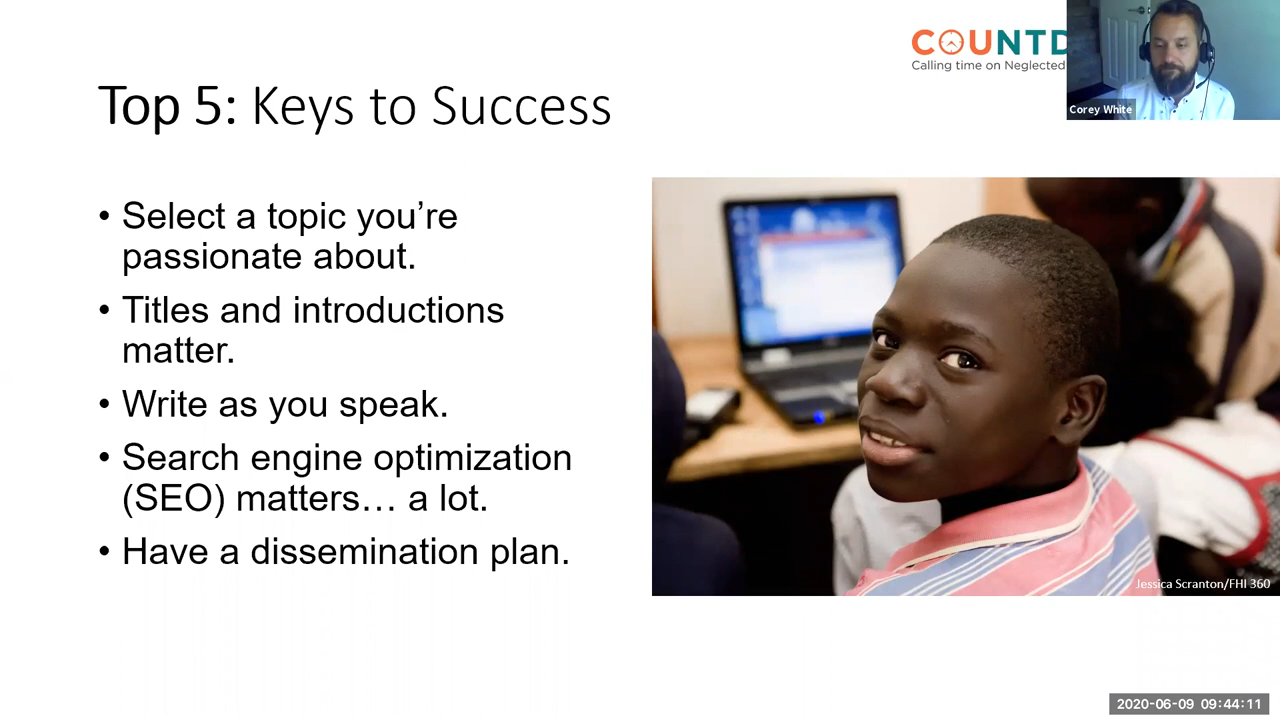 COUNTD
Calling time on Neglected
Corey White
Top 5: Keys to Success
• Select a topic you’re
passionate about.
• Titles and introductions
matter.
• Write as you speak.
• Search engine optimization
(SEO) matters… a lot.
• Have a dissemination plan.
Jessica Scranton/FHI 360
2020-06-09 09:44:11